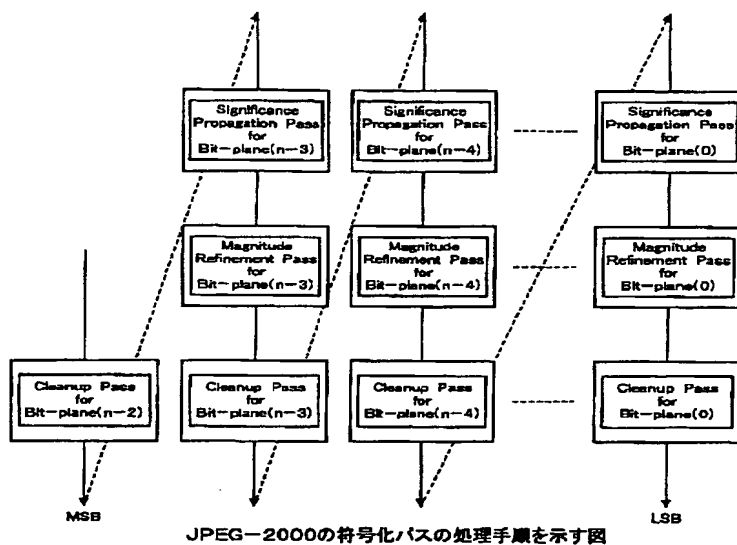 Significance
Propagation Pass
for
Bit-plane(n-3)
Significance
Propagation Pass
for
Bit-plane(n-4)
Significance
Propagation Pass
for
Bit-plane(0)
Magnitude
Refinement Pass
for
Bit-plane(n-3)
Magnitude
Refinement Pass
for
Bit-plane(n-4)
Magnitude
Refinement Pass
for
Bit-plane(0)
Cleanup Pass
for
Bit-plane(n-2)
Cleanup Pass
for
Bit-plane(n-3)
Cleanup Pass
for
Bit-plane(n-4)
Cleanup Pass
for
Bit-plane(0)
MSB
LSB
JPEG-2000の符号化パスの処理手順を示す図